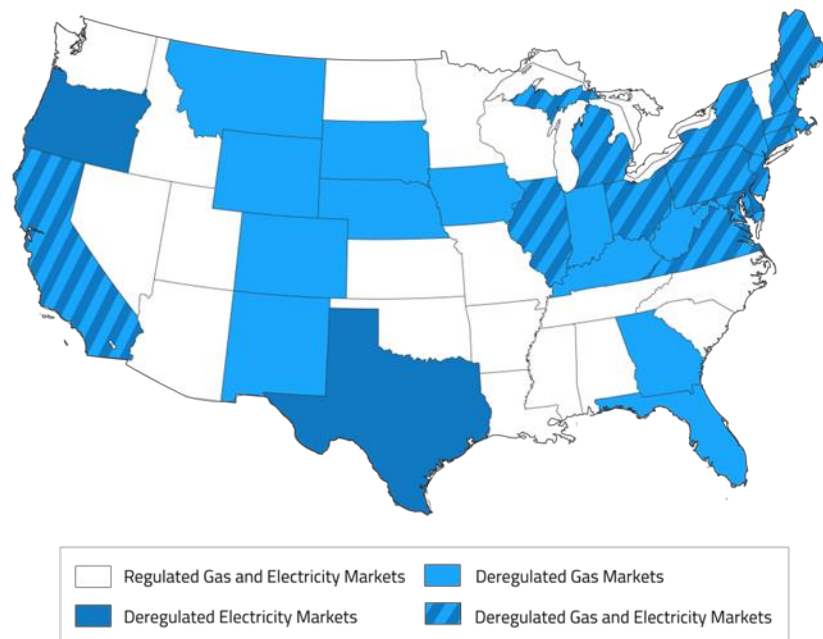 Regulated Gas and Electricity Markets
Deregulated Gas Markets
Deregulated Electricity Markets
Deregulated Gas and Electricity Markets